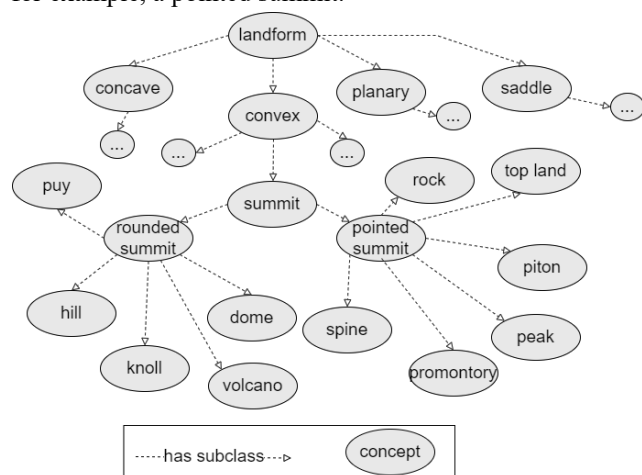 for example, a pointed summit.
landform
concave
planary
saddle
convex
...
...
...
...
...
puy
rock
top land
summit
rounded
summit
pointed
summit
piton
hill
dome
spine
peak
knoll
volcano
promontory
has subclass
concept